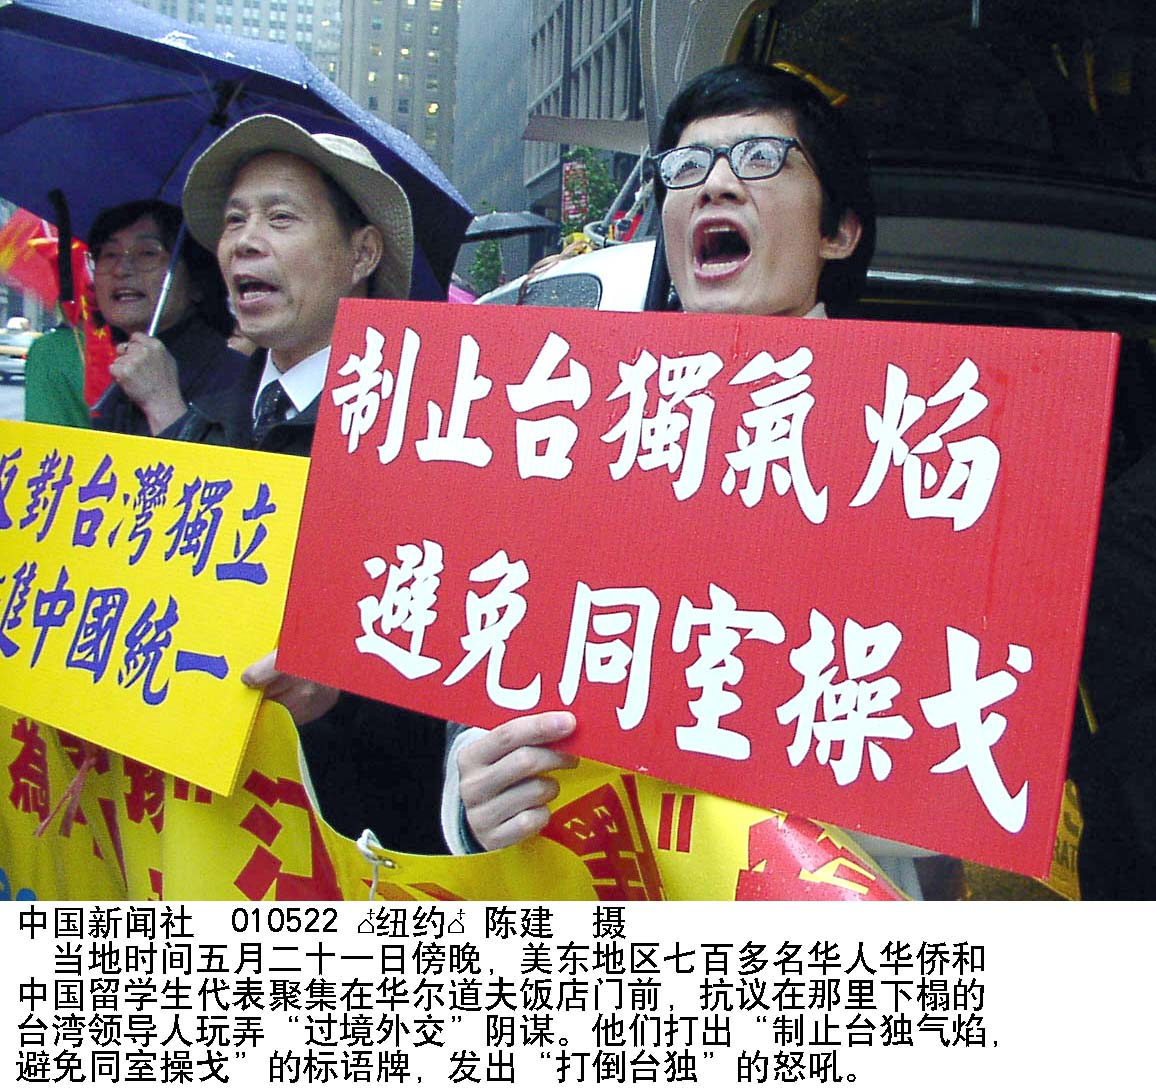 制止台獨氣焰
避免同室操戈
反對台灣獨立
進中國統一
為
中国新闻社 010522 ♂纽约♂ 陈建 摄
当地时间五月二十一日傍晚，美东地区七百多名华人华侨和
中国留学生代表聚集在华尔道夫饭店门前，抗议在那里下榻的
台湾领导人玩弄“过境外交”阴谋。他们打出“制止台独气焰，
避免同室操戈”的标语牌，发出“打倒台独”的怒吼。